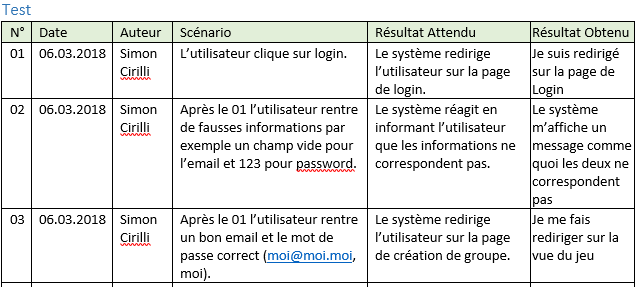 Test
N° Date Auteur Scénario Résultat Attendu Résultat Obtenu
01 06.03.2018 Simon L’utilisateur clique sur login. Le système redirige Je suis redirigé
Cirilli l’utilisateur sur la page sur la page de
de login. Login
02 06.03.2018 Simon Après le 01 l’utilisateur rentre Le système réagit en Le système
Cirilli de fausses informations par informant l’utilisateur m’affiche un
exemple un champ vide pour que les informations ne message comme
l’email et 123 pour password. correspondent pas. quoi les deux ne
correspondent
pas
03 06.03.2018 Simon Après le 01 l’utilisateur rentre Le système redirige Je me fais
Cirilli un bon email et le mot de l’utilisateur sur la page rediriger sur la
passe correct (moi@moi.moi, de création de groupe. vue du jeu
moi).